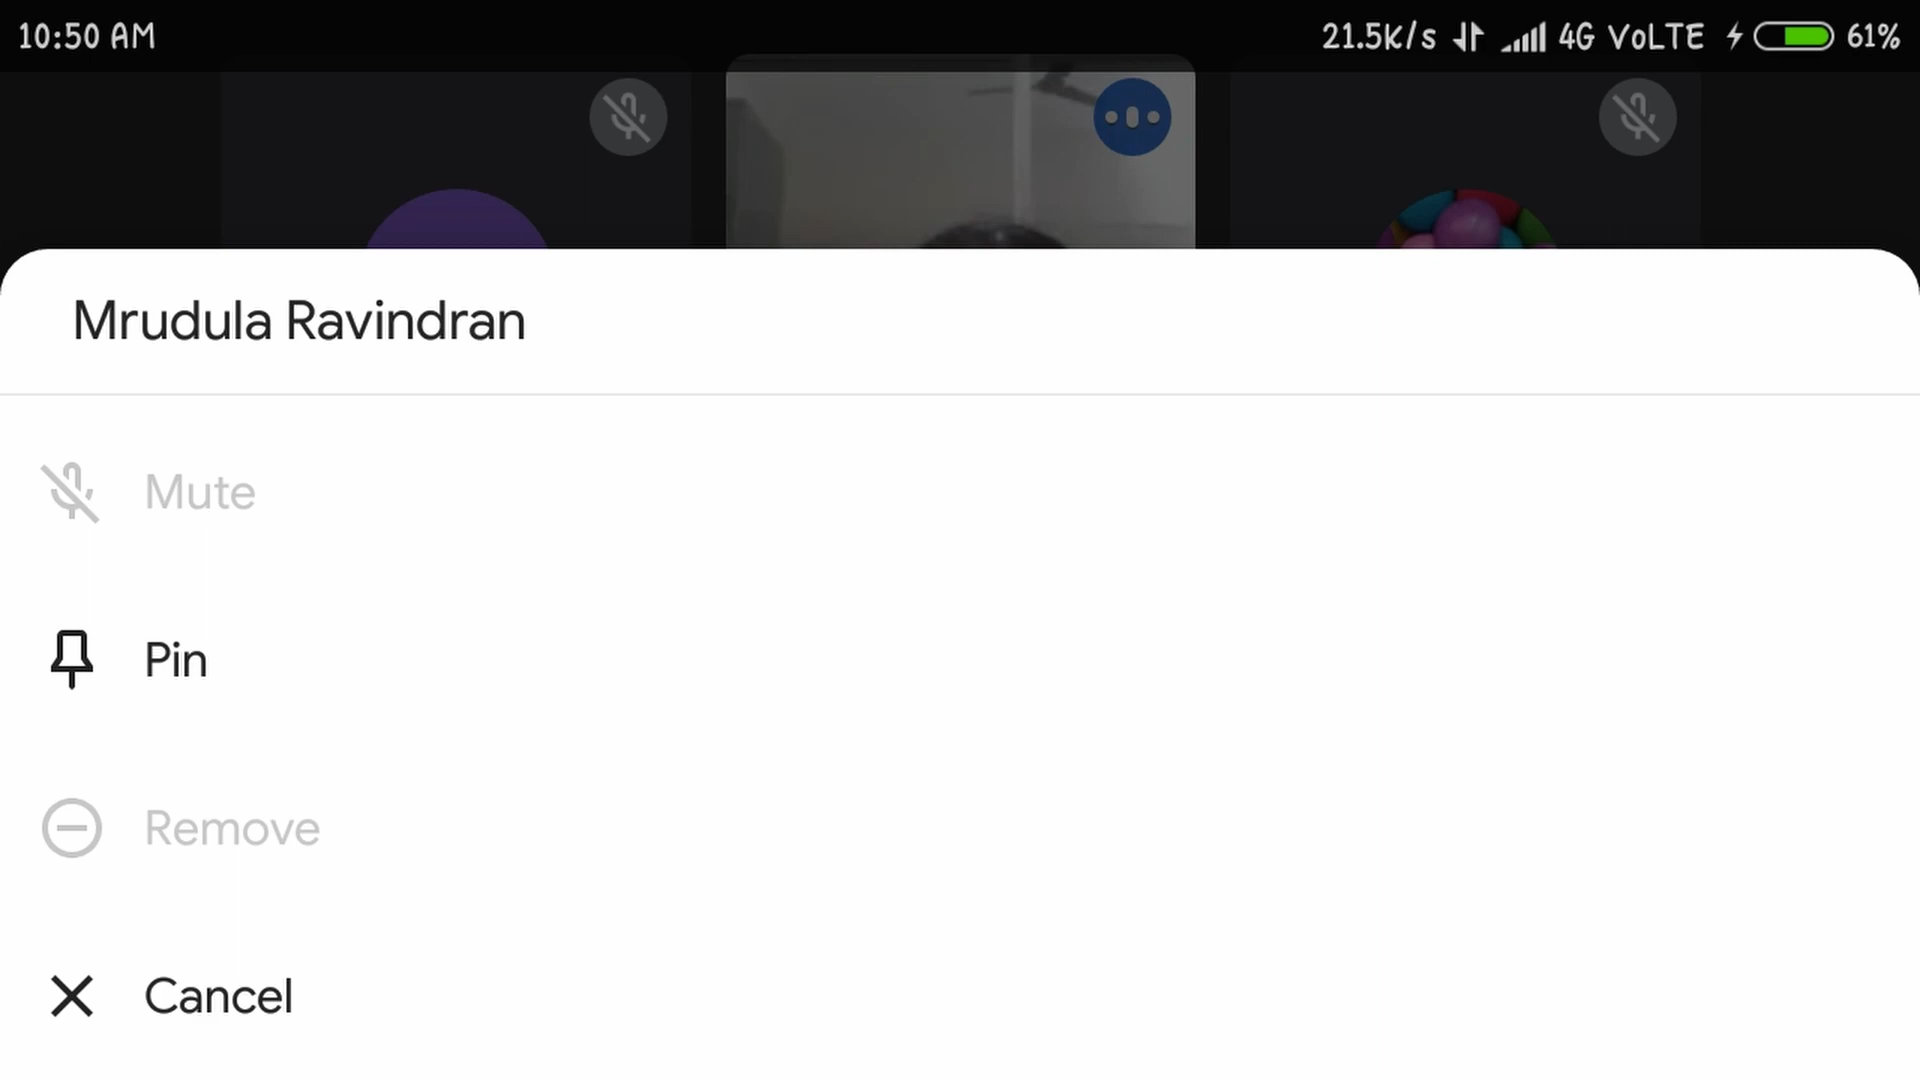 10:50 AM 21.5K/s 4G VoLTE 61%
Mrudula Ravindran
Mute
Pin
Remove
Cancel